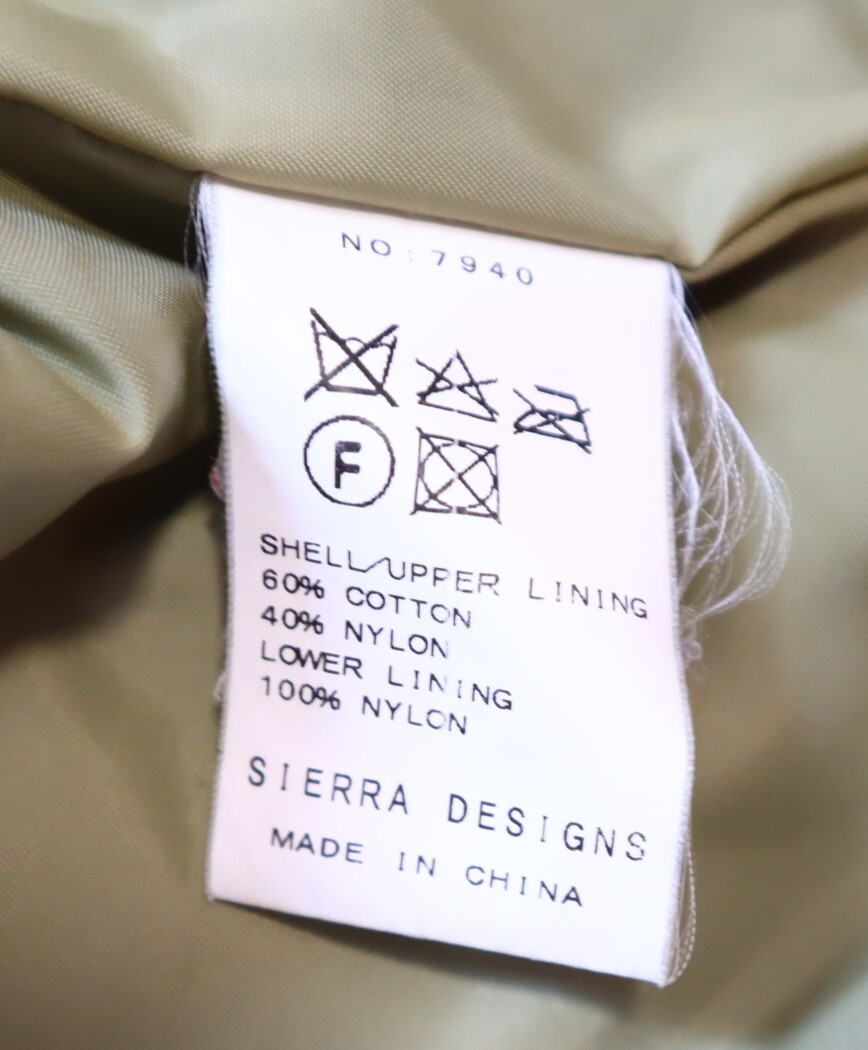 NO:7940
F
SHELL/UPPER LINING
60% COTTON
40% NYLON
LOWER LINING
100% NYLON
SIERRA DESIGNS
MADE IN CHINA